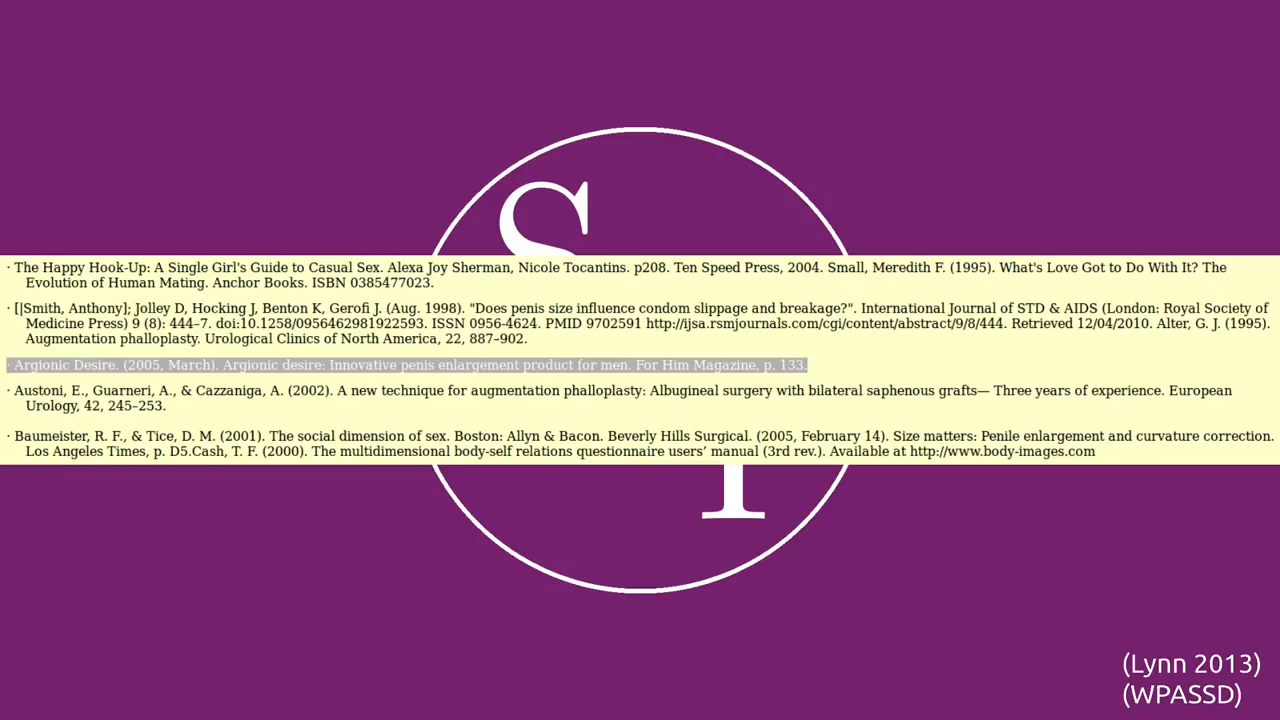 S
· The Happy Hook-Up: A Single Girl's Guide to Casual Sex. Alexa Joy Sherman, Nicole Tocantins. p208. Ten Speed Press, 2004. Small, Meredith F. (1995). What's Love Got to Do With It? The
Evolution of Human Mating. Anchor Books. ISBN 0385477023.
· [|Smith, Anthony]; Jolley D, Hocking J, Benton K, Gerofi J. (Aug. 1998). "Does penis size influence condom slippage and breakage?". International Journal of STD & AIDS (London: Royal Society of
Medicine Press) 9 (8): 444–7. doi:10.1258/0956462981922593. ISSN 0956-4624. PMID 9702591 http://ijsa.rsmjournals.com/cgi/content/abstract/9/8/444. Retrieved 12/04/2010. Alter, G. J. (1995).
Augmentation phalloplasty. Urological Clinics of North America, 22, 887–902.
· Argionic Desire. (2005, March). Argionic desire: Innovative penis enlargement product for men. For Him Magazine, p. 133.
· Austoni, E., Guarneri, A., & Cazzaniga, A. (2002). A new technique for augmentation phalloplasty: Albugineal surgery with bilateral saphenous grafts— Three years of experience. European
Urology, 42, 245–253.
· Baumeister, R. F., & Tice, D. M. (2001). The social dimension of sex. Boston: Allyn & Bacon. Beverly Hills Surgical. (2005, February 14). Size matters: Penile enlargement and curvature correction.
Los Angeles Times, p. D5.Cash, T. F. (2000). The multidimensional body-self relations questionnaire users’ manual (3rd rev.). Available at http://www.body-images.com
(Lynn 2013)
(WPASSD)